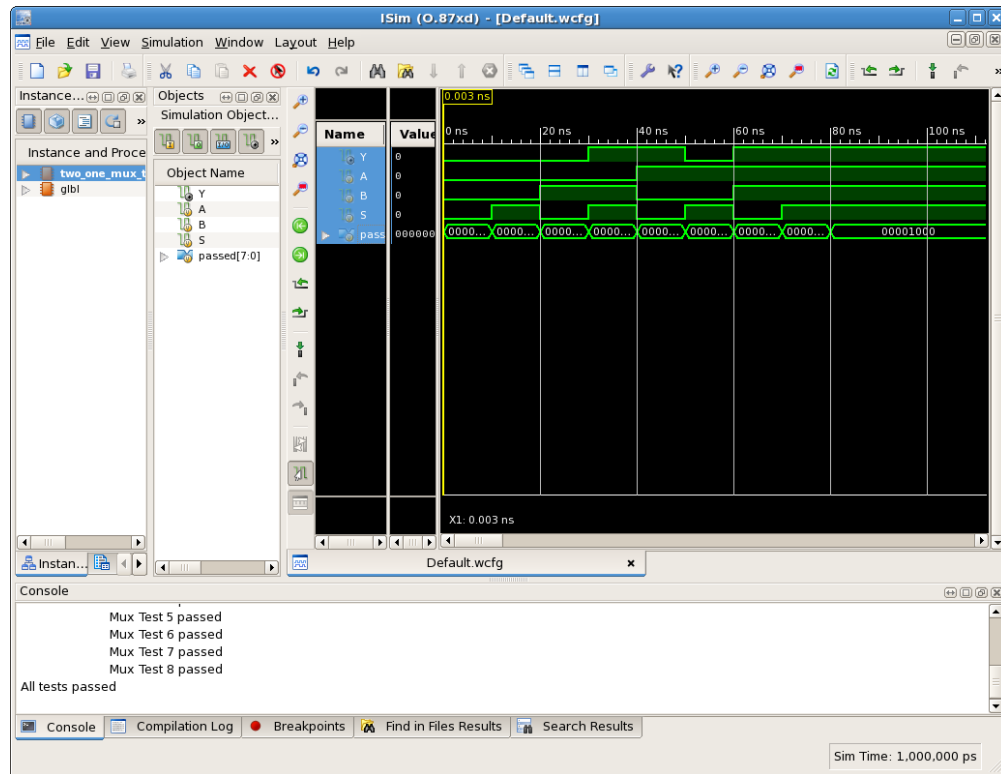 ISim (O.87xd) - [Default.wcfg]
File Edit View Simulation Window Layout Help
»
Instance...
»
Instance and Proce
two_one_mux_t
glbl
Instan...
Objects
Simulation Object...
»
Object Name
Y
A
B
S
passed[7:0]
Name Value
Y 0
A 0
B 0
S 0
pass 000000
0.003 ns
0 ns 20 ns 40 ns 60 ns 80 ns 100 ns
0000... 0000... 0000... 0000... 0000... 0000... 0000... 0000... 00001000
X1: 0.003 ns
Default.wcfg
Console
Mux Test 5 passed
Mux Test 6 passed
Mux Test 7 passed
Mux Test 8 passed
All tests passed
Console Compilation Log Breakpoints Find in Files Results Search Results
Sim Time: 1,000,000 ps